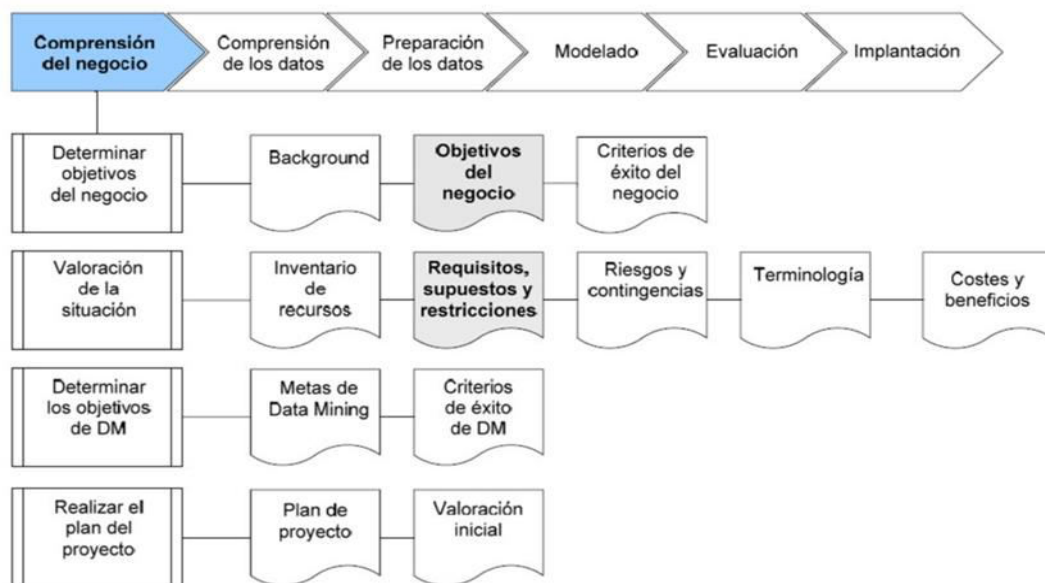 Comprensión
del negocio
Comprensión
de los datos
Preparación
de los datos
Modelado
Evaluación
Implantación
Determinar
objetivos
del negocio
Background
Objetivos
del
negocio
Criterios de
éxito del
negocio
Valoración
de la
situación
Inventario
de
recursos
Requisitos,
supuestos y
restricciones
Riesgos y
contingencias
Terminología
Costes y
beneficios
Determinar
los objetivos
de DM
Metas de
Data Mining
Criterios
de éxito
de DM
Realizar el
plan del
proyecto
Plan de
proyecto
Valoración
inicial